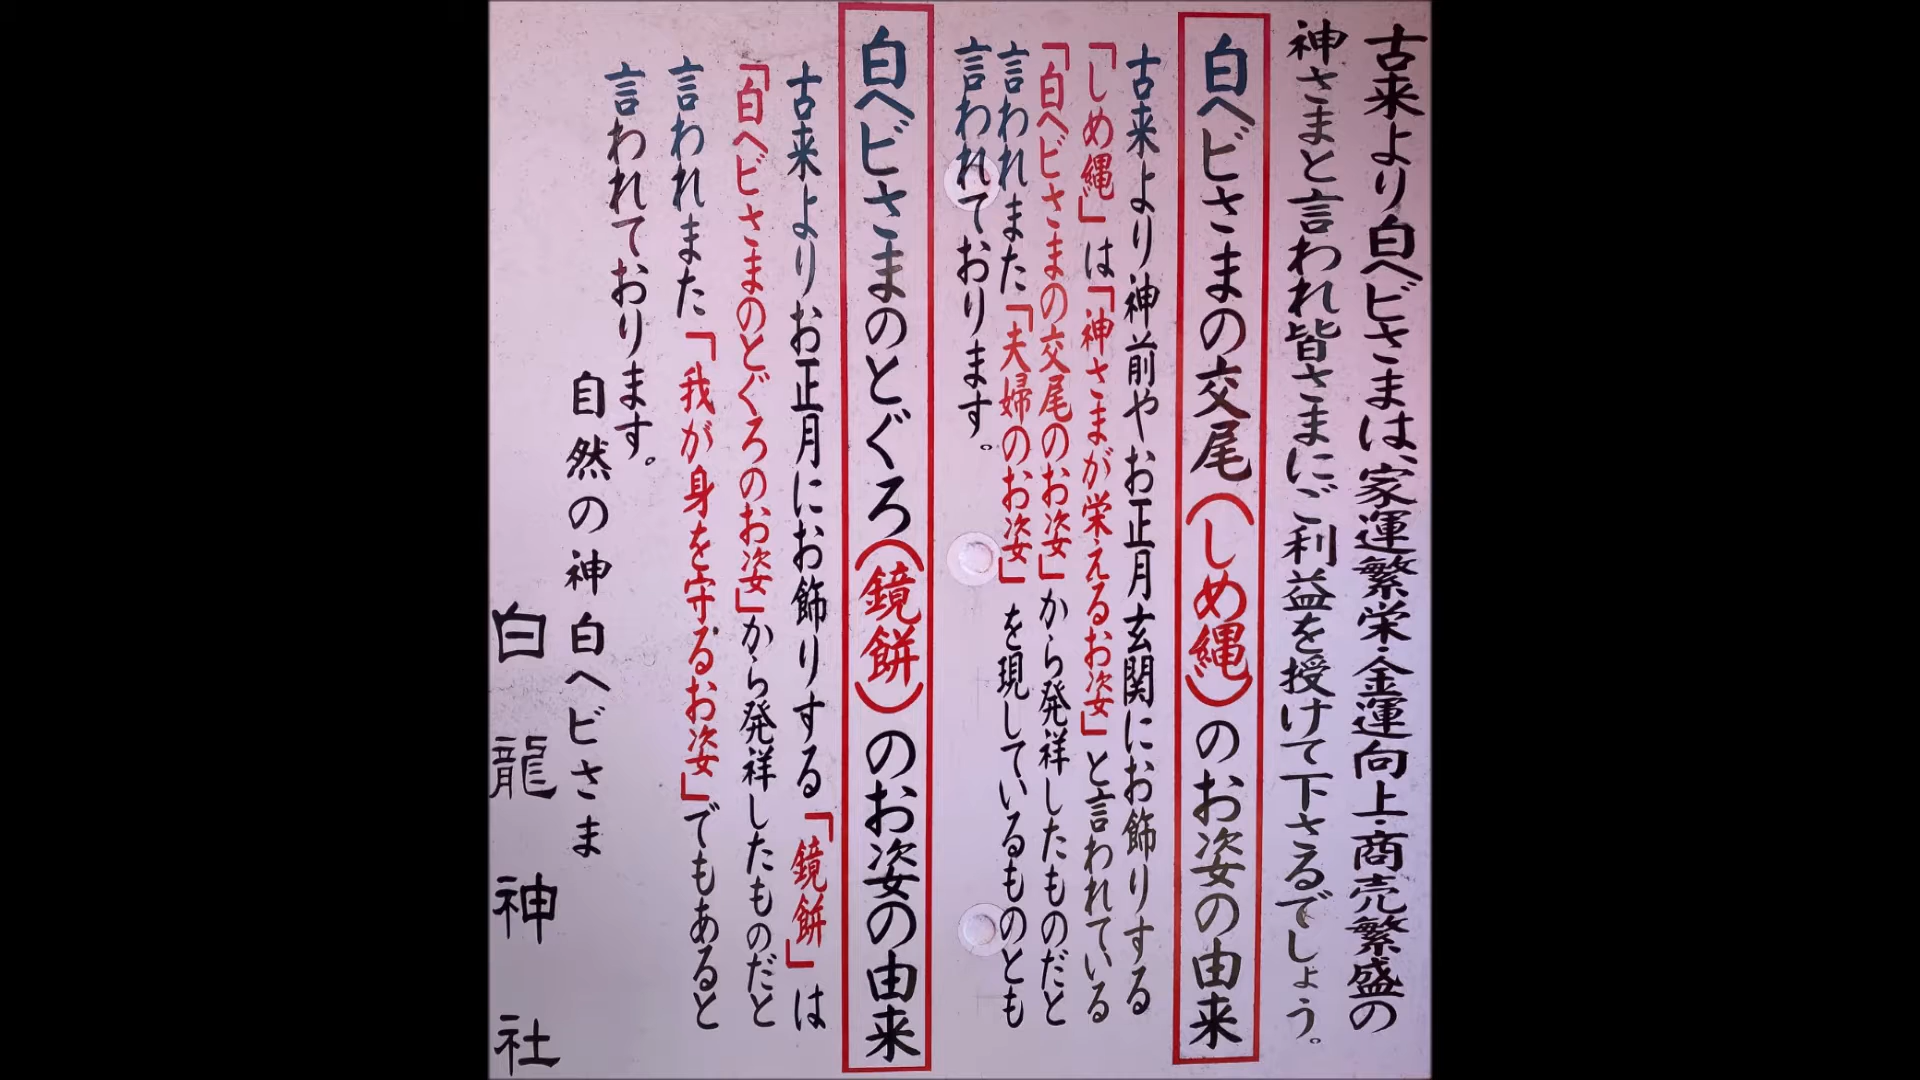 古来より白ヘビさまは、家運繁栄・金運向上・商売繁盛の
神さまと言われ皆さまにご利益を授けて下さるでしょう。
白ヘビさまの交尾(しめ縄)のお姿の由来
古来より神前やお正月玄関にお飾りする
「しめ縄」は「神さまが栄えるお姿」と言われている
「白ヘビさまの交尾のお姿」から発祥したものだと
言われまた「夫婦のお姿」を現しているものとも
言われております。
白ヘビさまのとぐろ(鏡餅)のお姿の由来
古来よりお正月にお飾りする「鏡餅」は
「白ヘビさまのとぐろのお姿」から発祥したものだと
言われまた「我が身を守るお姿」でもあると
言われております。
自然の神白ヘビさま
白龍神社